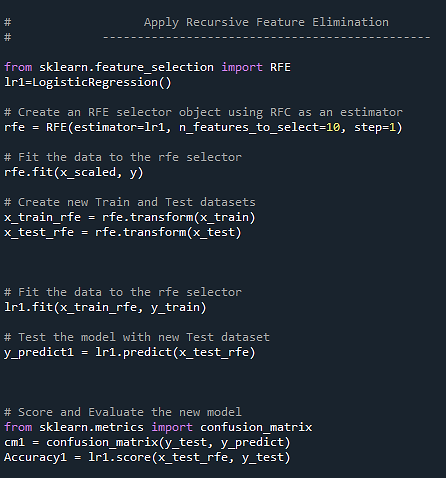 #                   Apply Recursive Feature Elimination
#             -----------------------------------------------
from sklearn.feature_selection import RFE
lr1=LogisticRegression()
# Create an RFE selector object using RFC as an estimator
rfe = RFE(estimator=lr1, n_features_to_select=10, step=1)
# Fit the data to the rfe selector
rfe.fit(x_scaled, y)
# Create new Train and Test datasets
x_train_rfe = rfe.transform(x_train)
x_test_rfe = rfe.transform(x_test)
# Fit the data to the rfe selector
lr1.fit(x_train_rfe, y_train)
# Test the model with new Test dataset
y_predict1 = lr1.predict(x_test_rfe)
# Score and Evaluate the new model
from sklearn.metrics import confusion_matrix
cm1 = confusion_matrix(y_test, y_predict)
Accuracy1 = lr1.score(x_test_rfe, y_test)